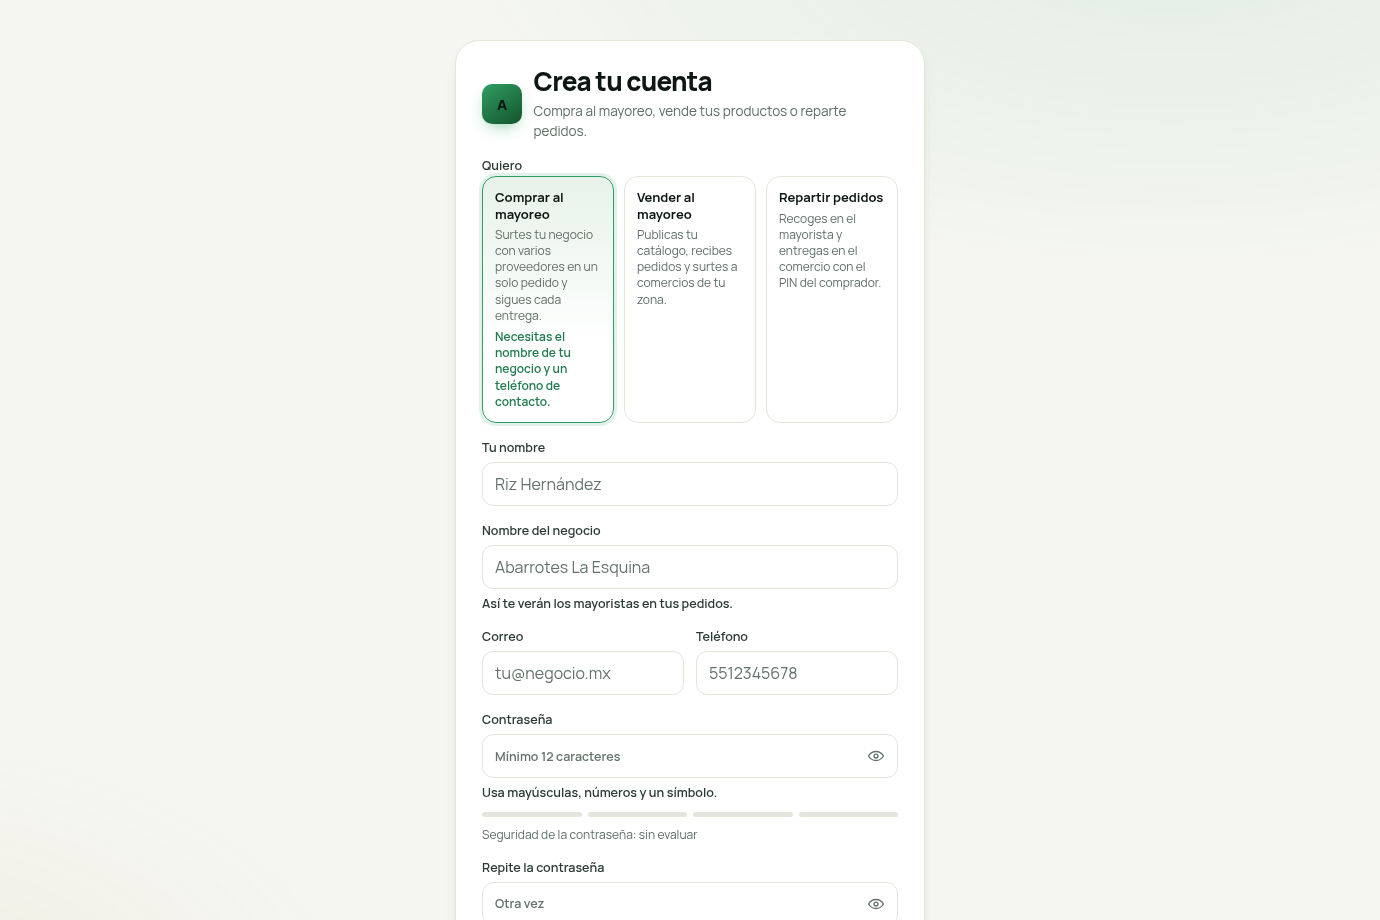 A
Crea tu cuenta
Compra al mayoreo, vende tus productos o reparte
pedidos.
Quiero
Comprar al
mayoreo
Surtes tu negocio
con varios
proveedores en un
solo pedido y
sigues cada
entrega.
Necesitas el
nombre de tu
negocio y un
teléfono de
contacto.
Vender al
mayoreo
Publicas tu
catálogo, recibes
pedidos y surtes a
comercios de tu
zona.
Repartir pedidos
Recoges en el
mayorista y
entregas en el
comercio con el
PIN del comprador.
Tu nombre
Riz Hernández
Nombre del negocio
Abarrotes La Esquina
Así te verán los mayoristas en tus pedidos.
Correo
tu@negocio.mx
Teléfono
5512345678
Contraseña
Mínimo 12 caracteres
Usa mayúsculas, números y un símbolo.
Seguridad de la contraseña: sin evaluar
Repite la contraseña
Otra vez